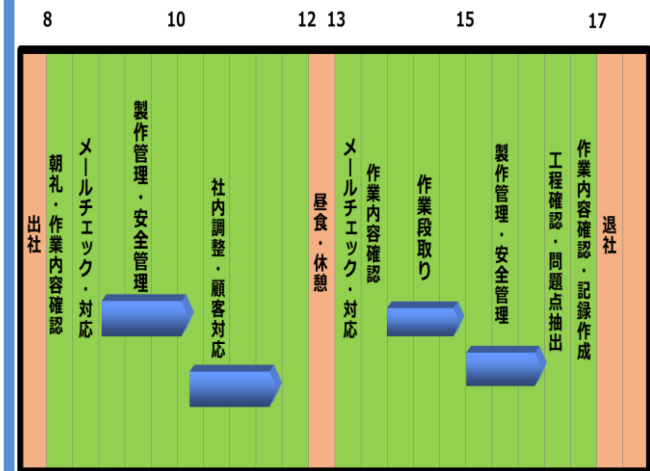 8
10
12
13
15
17
出社
朝礼・作業内容確認
メールチェック・対応
製作管理・安全管理
社内調整・顧客対応
昼食・休憩
メールチェック・対応
作業内容確認
作業段取り
製作管理・安全管理
工程確認・問題点抽出
作業内容確認・記録作成
退社